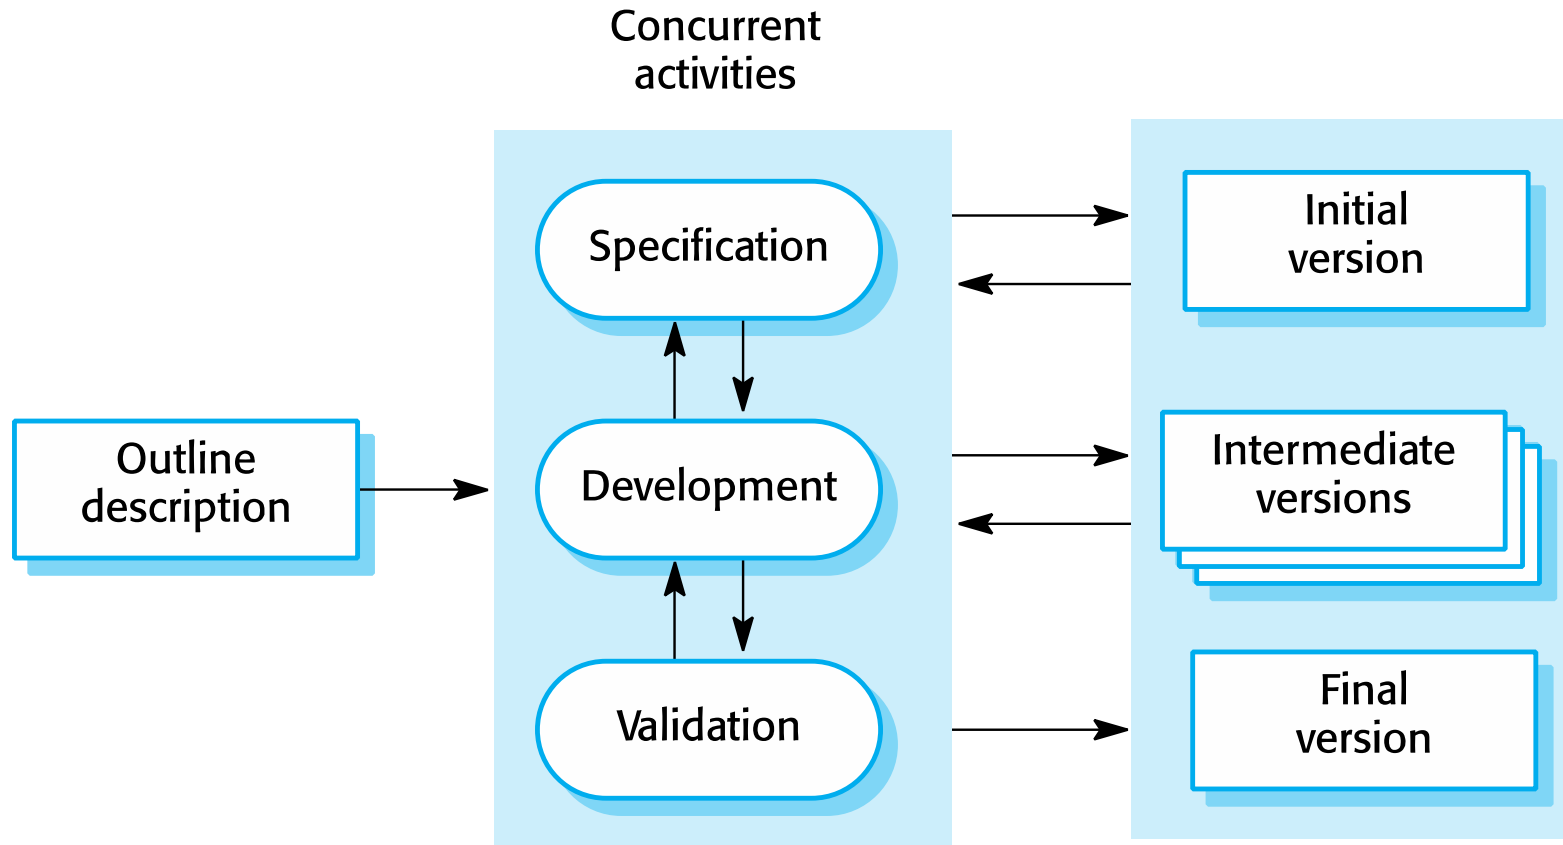 Concurrent
activities
Specification
Initial
version
Outline
description
Development
Intermediate
versions
Validation
Final
version